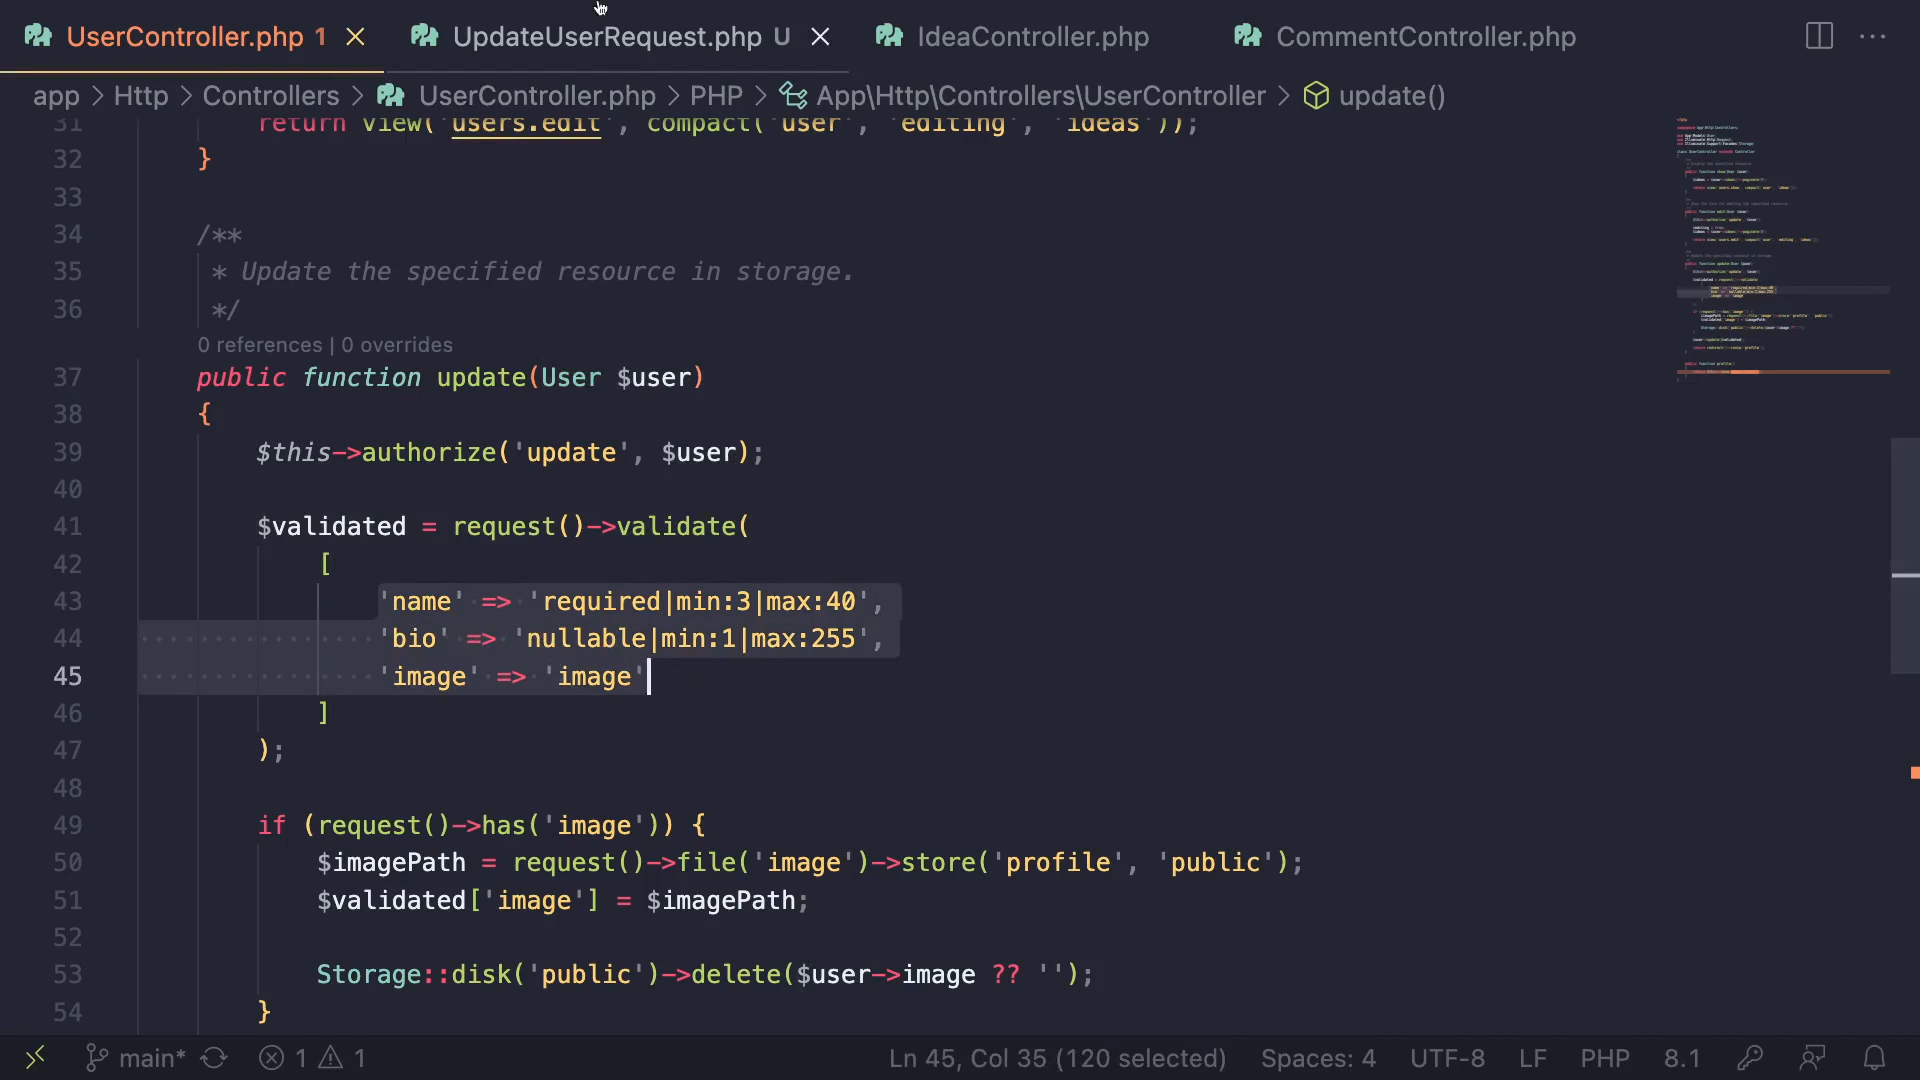 UserController.php 1 UpdateUserRequest.php U IdeaController.php CommentController.php
app > Http > Controllers > UserController.php > PHP > App\Http\Controllers\UserController > update()
31 return view('users.edit', compact('user', 'editing', 'ideas'));
32 }
33
34 /**
35 * Update the specified resource in storage.
36 */
0 references | 0 overrides
37 public function update(User $user)
38 {
39 $this->authorize('update', $user);
40
41 $validated = request()->validate(
42 [
43 'name' => 'required|min:3|max:40',
44 'bio' => 'nullable|min:1|max:255',
45 'image' => 'image'
46 ]
47 );
48
49 if (request()->has('image')) {
50 $imagePath = request()->file('image')->store('profile', 'public');
51 $validated['image'] = $imagePath;
52
53 Storage::disk('public')->delete($user->image ?? '');
54 }
main* 1 1 Ln 45, Col 35 (120 selected) Spaces: 4 UTF-8 LF PHP 8.1